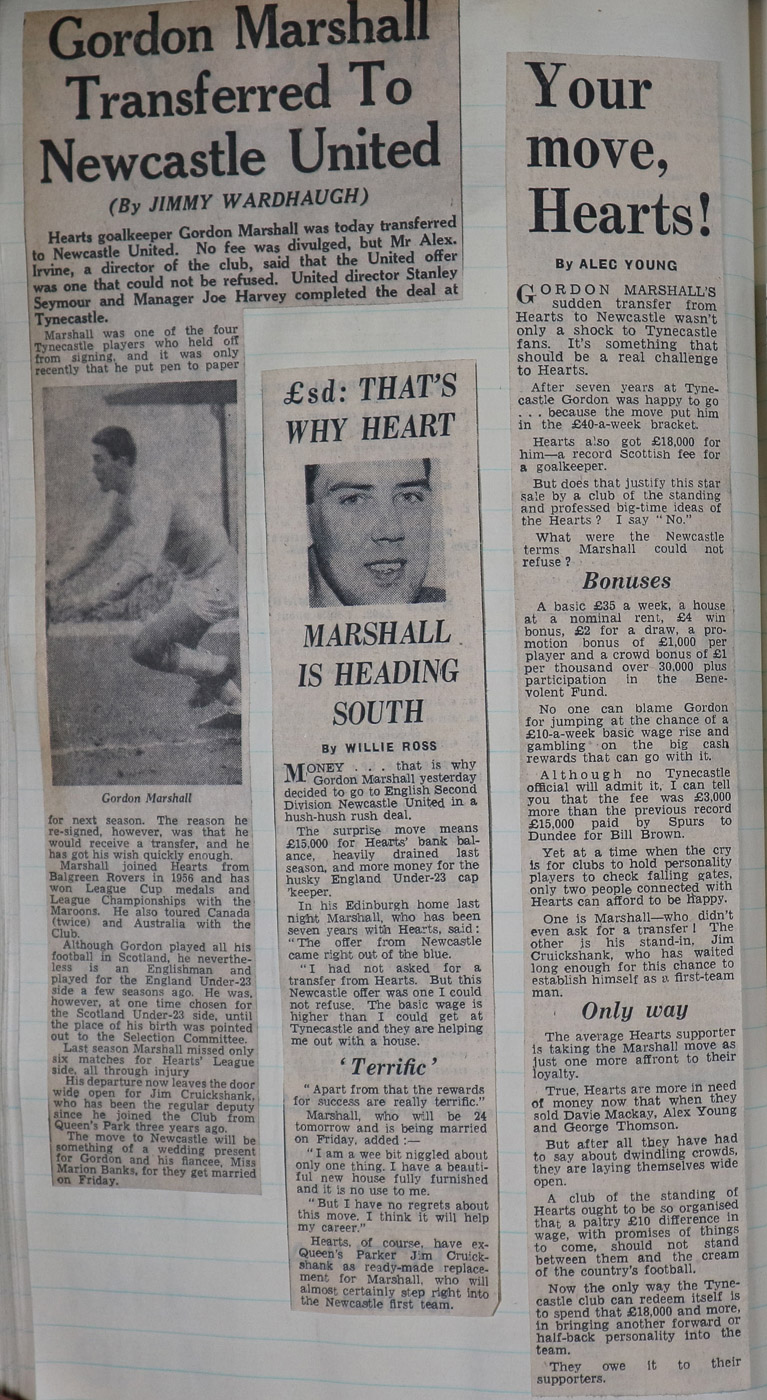 Gordon Marshall
Transferred To
Newcastle United
(By JIMMY WARDHAUGH)
Hearts goalkeeper Gordon Marshall was today transferred
to Newcastle United. No fee was divulged, but Mr Alex.
Irvine, a director of the club, said that the United offer
was one that could not be refused. United director Stanley
Seymour and Manager Joe Harvey completed the deal at
Tynecastle.
Marshall was one of the four
Tynecastle players who held off
from signing, and it was only
recently that he put pen to paper
Gordon Marshall
for next season. The reason he
re-signed, however, was that he
would receive a transfer, and he
has got his wish quickly enough.
Marshall joined Hearts from
Balgreen Rovers in 1956 and has
won League Cup medals and
League Championships with the
Maroons. He also toured Canada
(twice) and Australia with the
Club.
Although Gordon played all his
football in Scotland, he neverthe-
less is an Englishman and
played for the England Under-23
side a few seasons ago. He was,
however, at one time chosen for
the Scotland Under-23 side, until
the place of his birth was pointed
out to the Selection Committee.
Last season Marshall missed only
six matches for Hearts' League
side, all through injury
His departure now leaves the door
wide open for Jim Cruickshank,
who has been the regular deputy
since he joined the Club from
Queen's Park three years ago.
The move to Newcastle will be
something of a wedding present
for Gordon and his fiancee, Miss
Marion Banks, for they get married
on Friday.
£sd: THAT'S
WHY HEART
MARSHALL
IS HEADING
SOUTH
By WILLIE ROSS
MONEY . . . that is why
Gordon Marshall yesterday
decided to go to English Second
Division Newcastle United in a
hush-hush rush deal.
The surprise move means
£15,000 for Hearts' bank bal-
ance, heavily drained last
season, and more money for the
husky England Under-23 cap
'keeper.
In his Edinburgh home last
night Marshall, who has been
seven years with Hearts, said:
"The offer from Newcastle
came right out of the blue.
"I had not asked for a
transfer from Hearts. But this
Newcastle offer was one I could
not refuse. The basic wage is
higher than I could get at
Tynecastle and they are helping
me out with a house.
'Terrific'
"Apart from that the rewards
for success are really terrific."
Marshall, who will be 24
tomorrow and is being married
on Friday, added :—
"I am a wee bit niggled about
only one thing. I have a beauti-
ful new house fully furnished
and it is no use to me.
"But I have no regrets about
this move. I think it will help
my career."
Hearts, of course, have ex-
Queen's Parker Jim Cruick-
shank as ready-made replace-
ment for Marshall, who will
almost certainly step right into
the Newcastle first team.
Your
move,
Hearts!
By ALEC YOUNG
GORDON MARSHALL'S
sudden transfer from
Hearts to Newcastle wasn't
only a shock to Tynecastle
fans. It's something that
should be a real challenge
to Hearts.
After seven years at Tyne-
castle Gordon was happy to go
. . . because the move put him
in the £40-a-week bracket.
Hearts also got £18,000 for
him—a record Scottish fee for
a goalkeeper.
But does that justify this star
sale by a club of the standing
and professed big-time ideas of
the Hearts? I say "No."
What were the Newcastle
terms Marshall could not
refuse?
Bonuses
A basic £35 a week, a house
at a nominal rent, £4 win
bonus, £2 for a draw, a pro-
motion bonus of £1,000 per
player and a crowd bonus of £1
per thousand over 30,000 plus
participation in the Bene-
volent Fund.
No one can blame Gordon
for jumping at the chance of a
£10-a-week basic wage rise and
gambling on the big cash
rewards that can go with it.
Although no Tynecastle
official will admit it, I can tell
you that the fee was £3,000
more than the previous record
£15,000 paid by Spurs to
Dundee for Bill Brown.
Yet at a time when the cry
is for clubs to hold personality
players to check falling gates,
only two people connected with
Hearts can afford to be happy.
One is Marshall—who didn't
even ask for a transfer! The
other is his stand-in, Jim
Cruickshank, who has waited
long enough for this chance to
establish himself as a first-team
man.
Only way
The average Hearts supporter
is taking the Marshall move as
just one more affront to their
loyalty.
True, Hearts are more in need
of money now that when they
sold Davie Mackay, Alex Young
and George Thomson.
But after all they have had
to say about dwindling crowds,
they are laying themselves wide
open.
A club of the standing of
Hearts ought to be so organised
that a paltry £10 difference in
wage, with promises of things
to come, should not stand
between them and the cream
of the country's football.
Now the only way the Tyne-
castle club can redeem itself is
to spend that £18,000 and more,
in bringing another forward or
half-back personality into the
team.
They owe it to their
supporters.